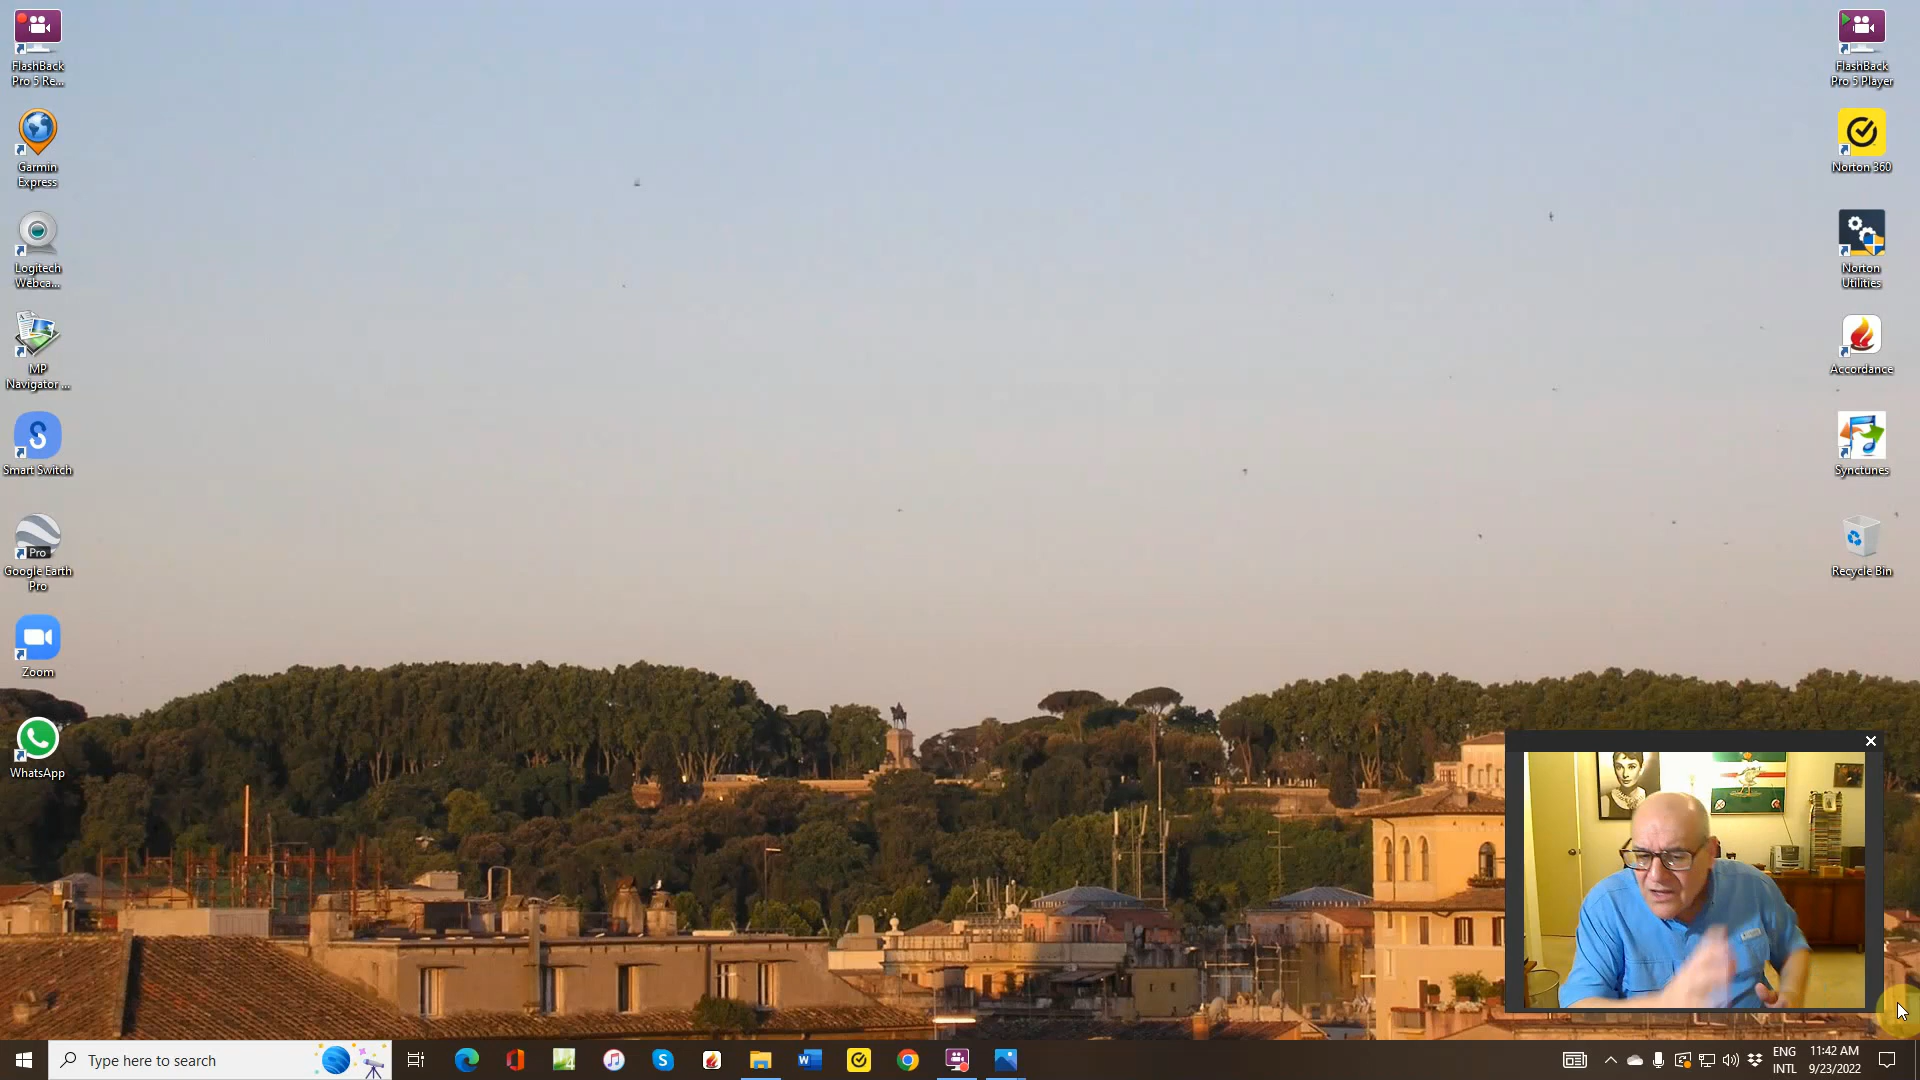 FlashBack
Pro 5 Re...
Garmin
Express
Logitech
Webca...
MP
Navigator ...
Smart Switch
Pro
Google Earth
Pro
Zoom
WhatsApp
FlashBack
Pro 5 Player
Norton 360
Norton
Utilities
Accordance
Synctunes
Recycle Bin
Type here to search
ENG
INTL
11:42 AM
9/23/2022